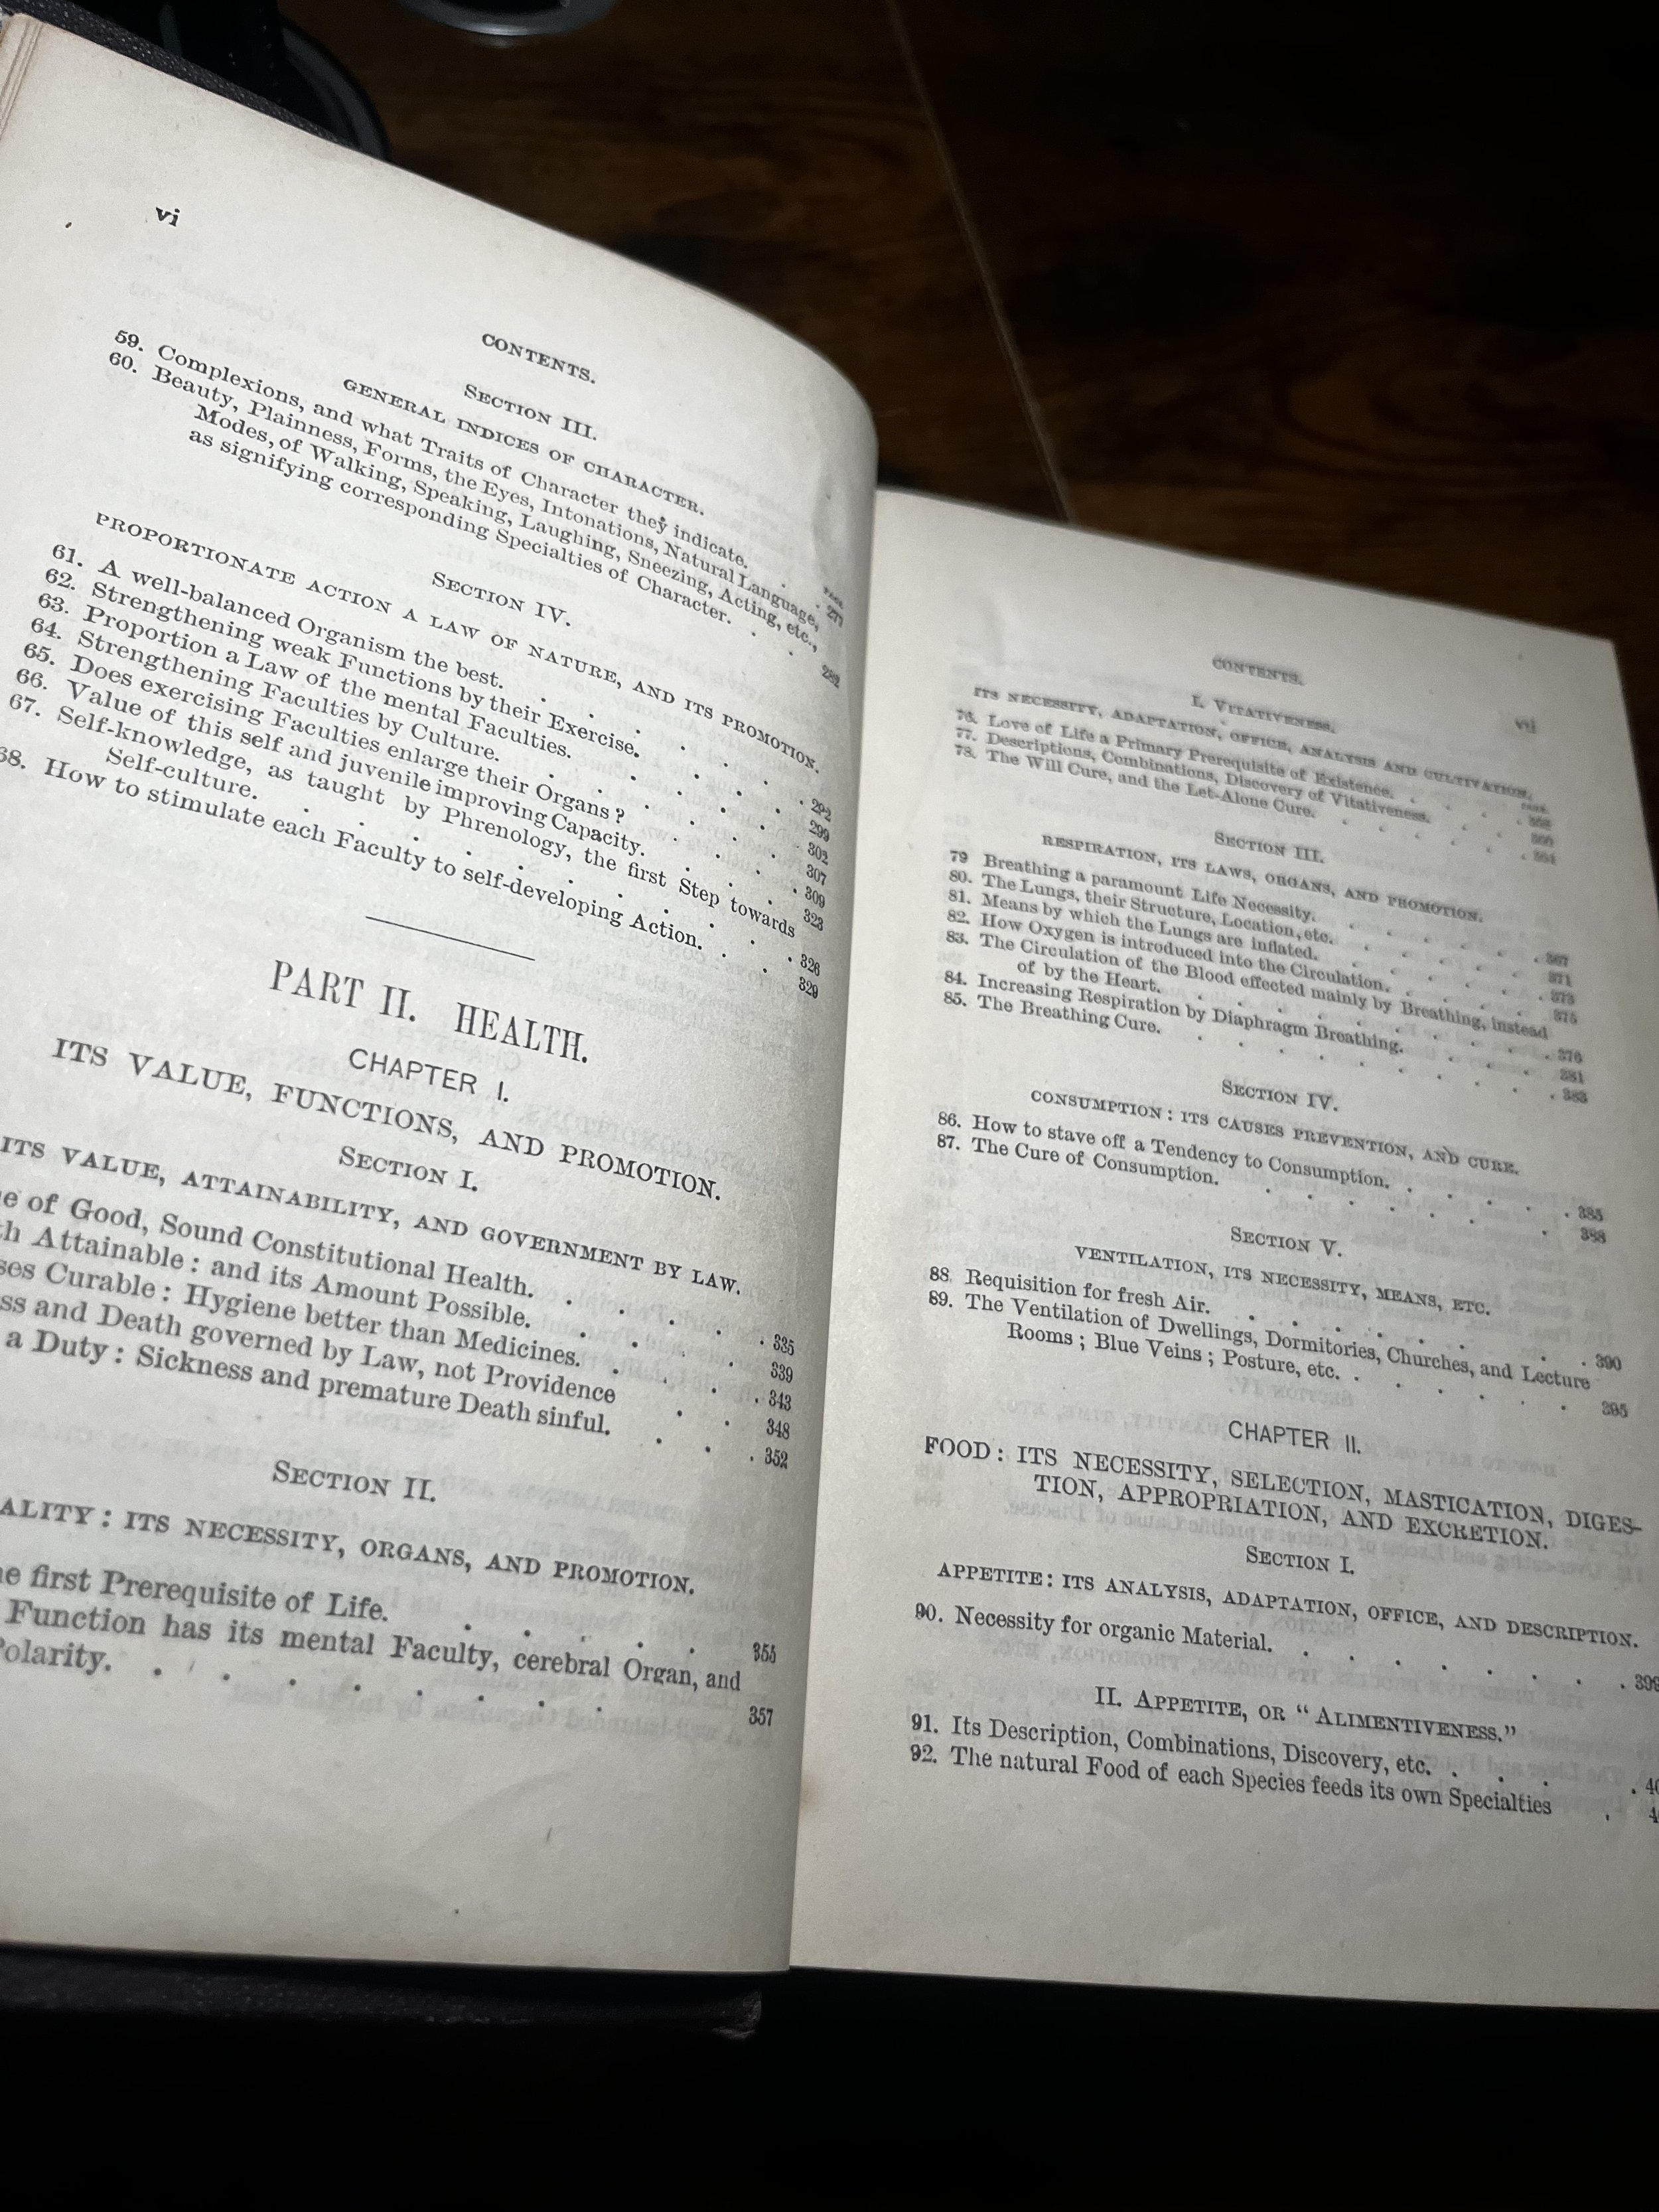 vi
CONTENTS.
SECTION III.
GENERAL INDICES OF CHARACTER.
PAGE
59. Complexions, and what Traits of Character they indicate. . . 277
60. Beauty, Plainness, Forms, the Eyes, Intonations, Natural Language,
Modes, of Walking, Speaking, Laughing, Sneezing, Acting, etc.,
as signifying corresponding Specialties of Character. . . 282
SECTION IV.
PROPORTIONATE ACTION A LAW OF NATURE, AND ITS PROMOTION.
61. A well-balanced Organism the best. . . . . . . 292
62. Strengthening weak Functions by their Exercise. . . . . 299
63. Proportion a Law of the mental Faculties. . . . . . 302
64. Strengthening Faculties by Culture. . . . . . . 307
65. Does exercising Faculties enlarge their Organs ? . . . . 309
66. Value of this self and juvenile improving Capacity. . . . 323
67. Self-knowledge, as taught by Phrenology, the first Step towards
Self-culture. . . . . . . . . . 326
68. How to stimulate each Faculty to self-developing Action. . . . 329
PART II. HEALTH.
CHAPTER I.
ITS VALUE, FUNCTIONS, AND PROMOTION.
SECTION I.
ITS VALUE, ATTAINABILITY, AND GOVERNMENT BY LAW.
of Good, Sound Constitutional Health. . . . . . 335
Attainable : and its Amount Possible. . . . . 339
Curable : Hygiene better than Medicines. . . . . 343
and Death governed by Law, not Providence . . 348
a Duty : Sickness and premature Death sinful. . . . 352
SECTION II.
ITS NECESSITY, ORGANS, AND PROMOTION.
first Prerequisite of Life. . . . . . 355
Function has its mental Faculty, cerebral Organ, and
Polarity. . . . . . . . . 357
CONTENTS. vii
I. VITATIVENESS.
ITS NECESSITY, ADAPTATION, OFFICE, ANALYSIS AND CULTIVATION.
PAGE
76. Love of Life a Primary Prerequisite of Existence. . . . .
77. Descriptions, Combinations, Discovery of Vitativeness. . . .
78. The Will Cure, and the Let-Alone Cure. . . . . . .
SECTION III.
RESPIRATION, ITS LAWS, ORGANS, AND PROMOTION.
79 Breathing a paramount Life Necessity. . . . . . . 367
80. The Lungs, their Structure, Location, etc. . . . . . 371
81. Means by which the Lungs are inflated. . . . . . . 373
82. How Oxygen is introduced into the Circulation. . . . . 375
83. The Circulation of the Blood effected mainly by Breathing, instead
of by the Heart. . . . . . . . . 376
84. Increasing Respiration by Diaphragm Breathing. . . . . 381
85. The Breathing Cure. . . . . . . . . . 383
SECTION IV.
CONSUMPTION : ITS CAUSES PREVENTION, AND CURE.
86. How to stave off a Tendency to Consumption. . . . . . 385
87. The Cure of Consumption. . . . . . . . 388
SECTION V.
VENTILATION, ITS NECESSITY, MEANS, ETC.
88. Requisition for fresh Air. . . . . . . . . 390
89. The Ventilation of Dwellings, Dormitories, Churches, and Lecture
Rooms ; Blue Veins ; Posture, etc. . . . . . . 395
CHAPTER II.
FOOD : ITS NECESSITY, SELECTION, MASTICATION, DIGES-
TION, APPROPRIATION, AND EXCRETION.
SECTION I.
APPETITE : ITS ANALYSIS, ADAPTATION, OFFICE, AND DESCRIPTION.
90. Necessity for organic Material. . . . . . . . . 399
II. APPETITE, OR “ ALIMENTIVENESS.”
91. Its Description, Combinations, Discovery, etc. . . . .
92. The natural Food of each Species feeds its own Specialties .